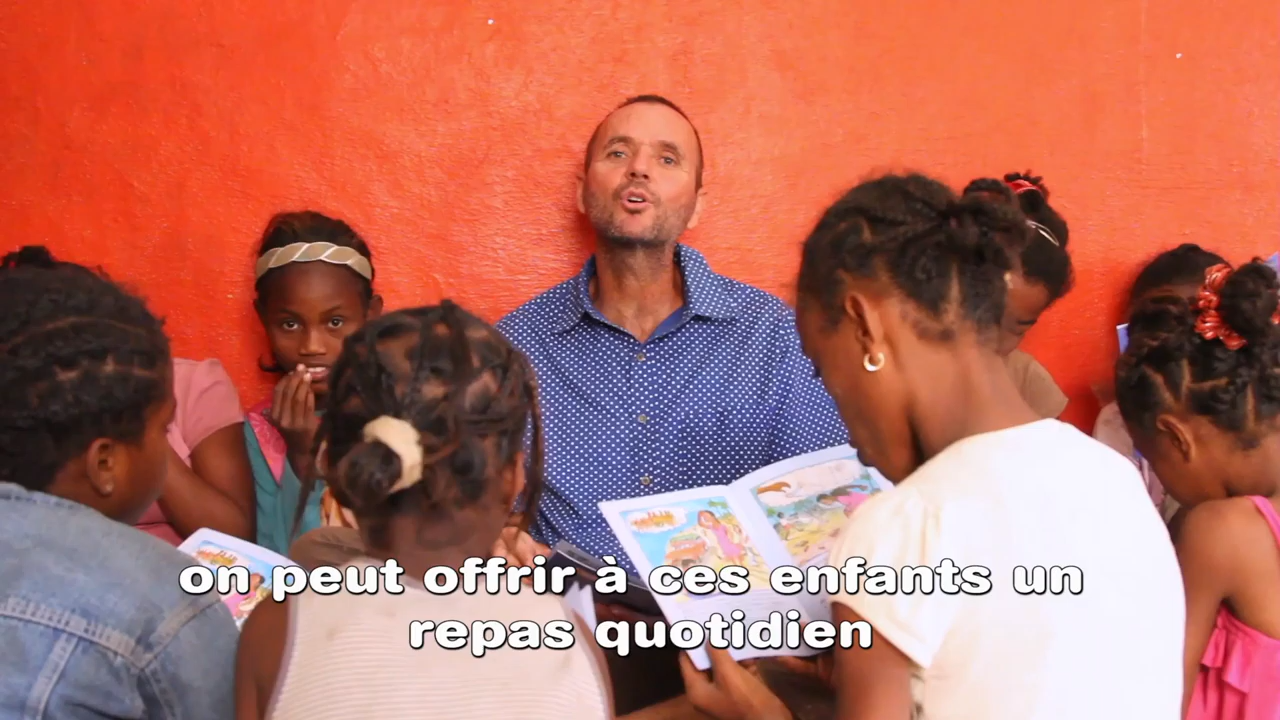 on peut offrir à ces enfants un
repas quotidien